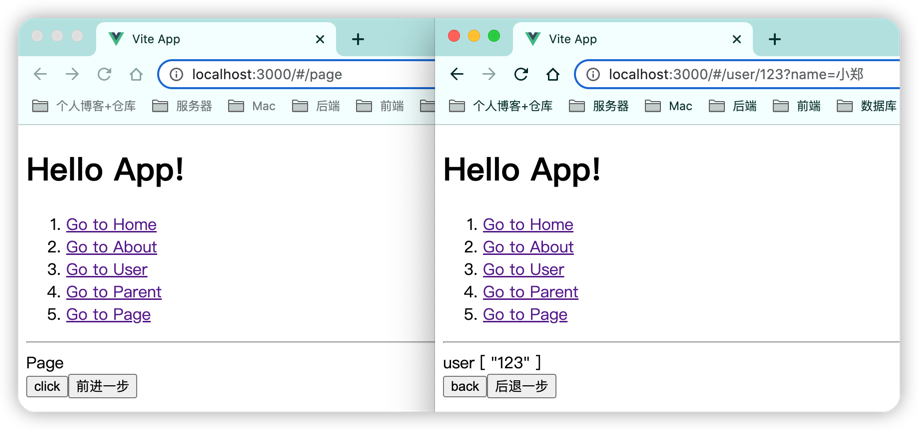 Vite App
localhost:3000/#/page
个人博客+仓库 服务器 Mac 后端 前端
Hello App!
1. Go to Home
2. Go to About
3. Go to User
4. Go to Parent
5. Go to Page
Page
click 前进一步
Vite App
localhost:3000/#/user/123?name=小郑
个人博客+仓库 服务器 Mac 后端 前端 数据库
Hello App!
1. Go to Home
2. Go to About
3. Go to User
4. Go to Parent
5. Go to Page
user [ "123" ]
back 后退一步